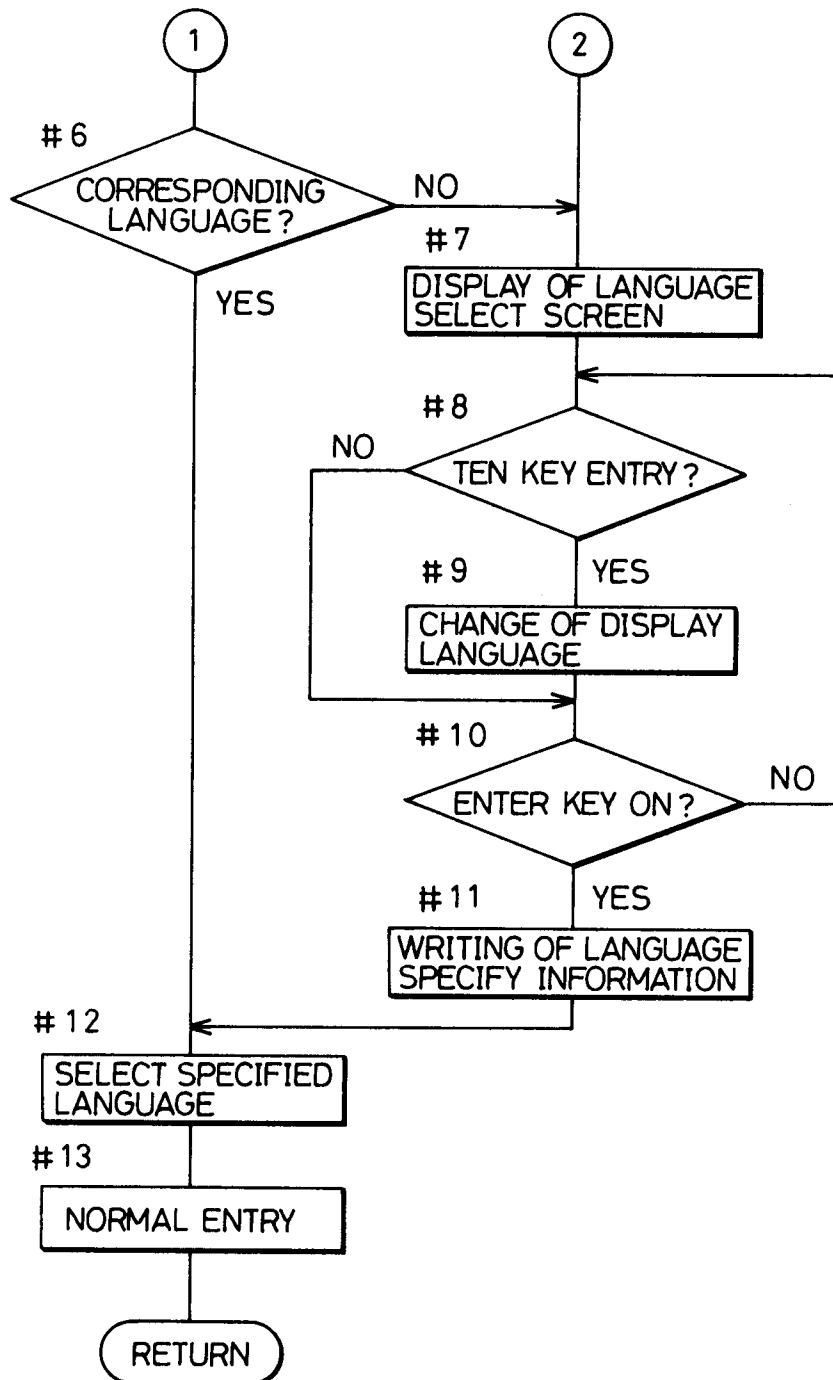 1
2
#6
CORRESPONDING
LANGUAGE?
NO
YES
#7
DISPLAY OF LANGUAGE
SELECT SCREEN
#8
TEN KEY ENTRY?
NO
YES
#9
CHANGE OF DISPLAY
LANGUAGE
#10
ENTER KEY ON?
NO
YES
#11
WRITING OF LANGUAGE
SPECIFY INFORMATION
#12
SELECT SPECIFIED
LANGUAGE
#13
NORMAL ENTRY
RETURN